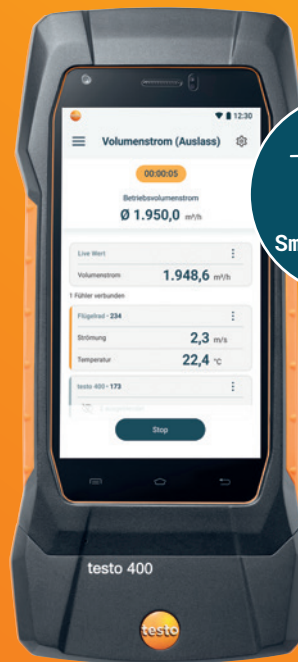 12:30
Volumenstrom (Auslass)
00:00:05
Betriebsvolumenstrom
Ø 1.950,0 m³/h
Live Wert
Volumenstrom 1.948,6 m³/h
1 Fühler verbunden
Flügelrad - 234
Strömung 2,3 m/s
Temperatur 22,4 °C
testo 400 - 173
Stop
Sm
testo 400
testo